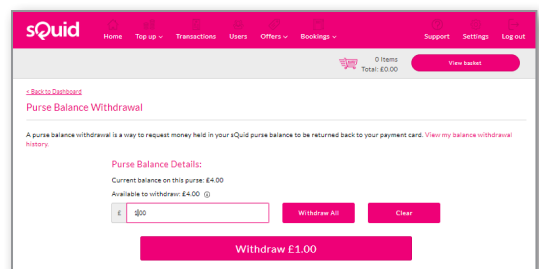 sQuid
Home Top up Transactions Users Offers Bookings Support Settings Log out
0 Items
Total: £0.00
View basket
< Back to Dashboard
Purse Balance Withdrawal
A purse balance withdrawal is a way to request money held in your sQuid purse balance to be returned back to your payment card. View my balance withdrawal
history.
Purse Balance Details:
Current balance on this purse: £4.00
Available to withdraw: £4.00
£ 1.00 Withdraw All Clear
Withdraw £1.00